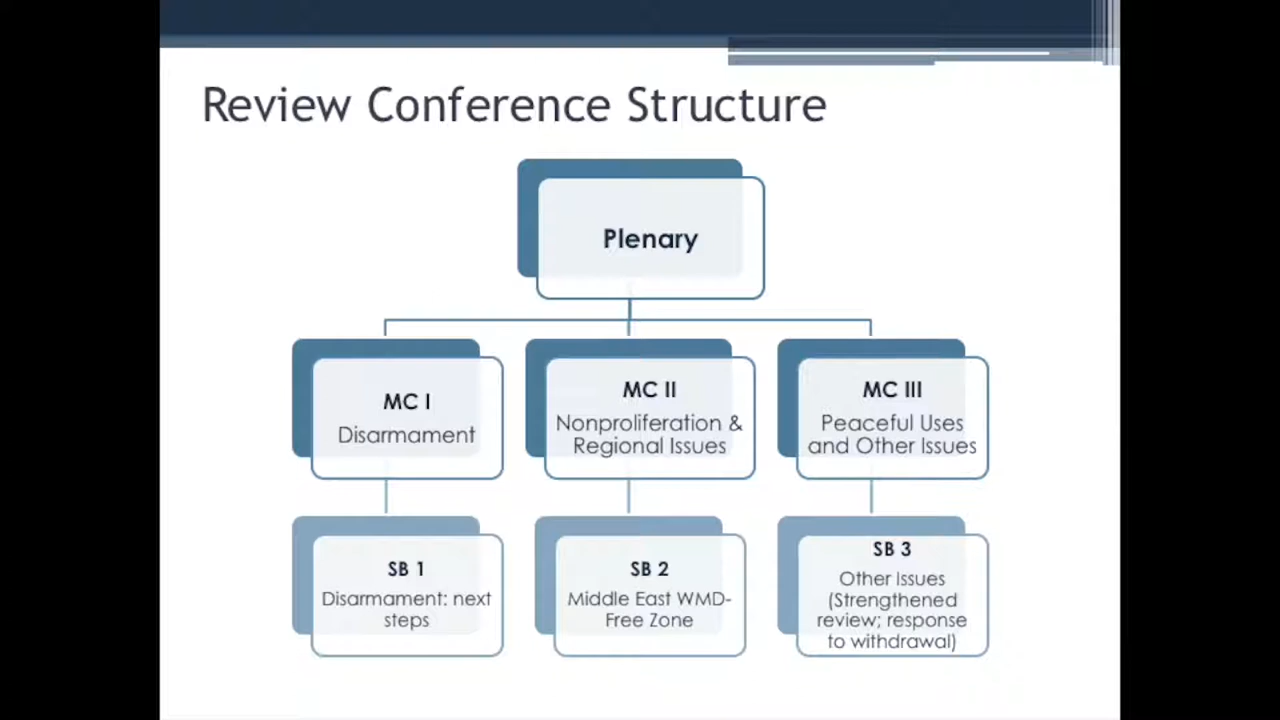 Review Conference Structure
Plenary
MC I
Disarmament
MC II
Nonproliferation &
Regional Issues
MC III
Peaceful Uses
and Other Issues
SB 1
Disarmament: next
steps
SB 2
Middle East WMD-
Free Zone
SB 3
Other Issues
(Strengthened
review; response
to withdrawal)